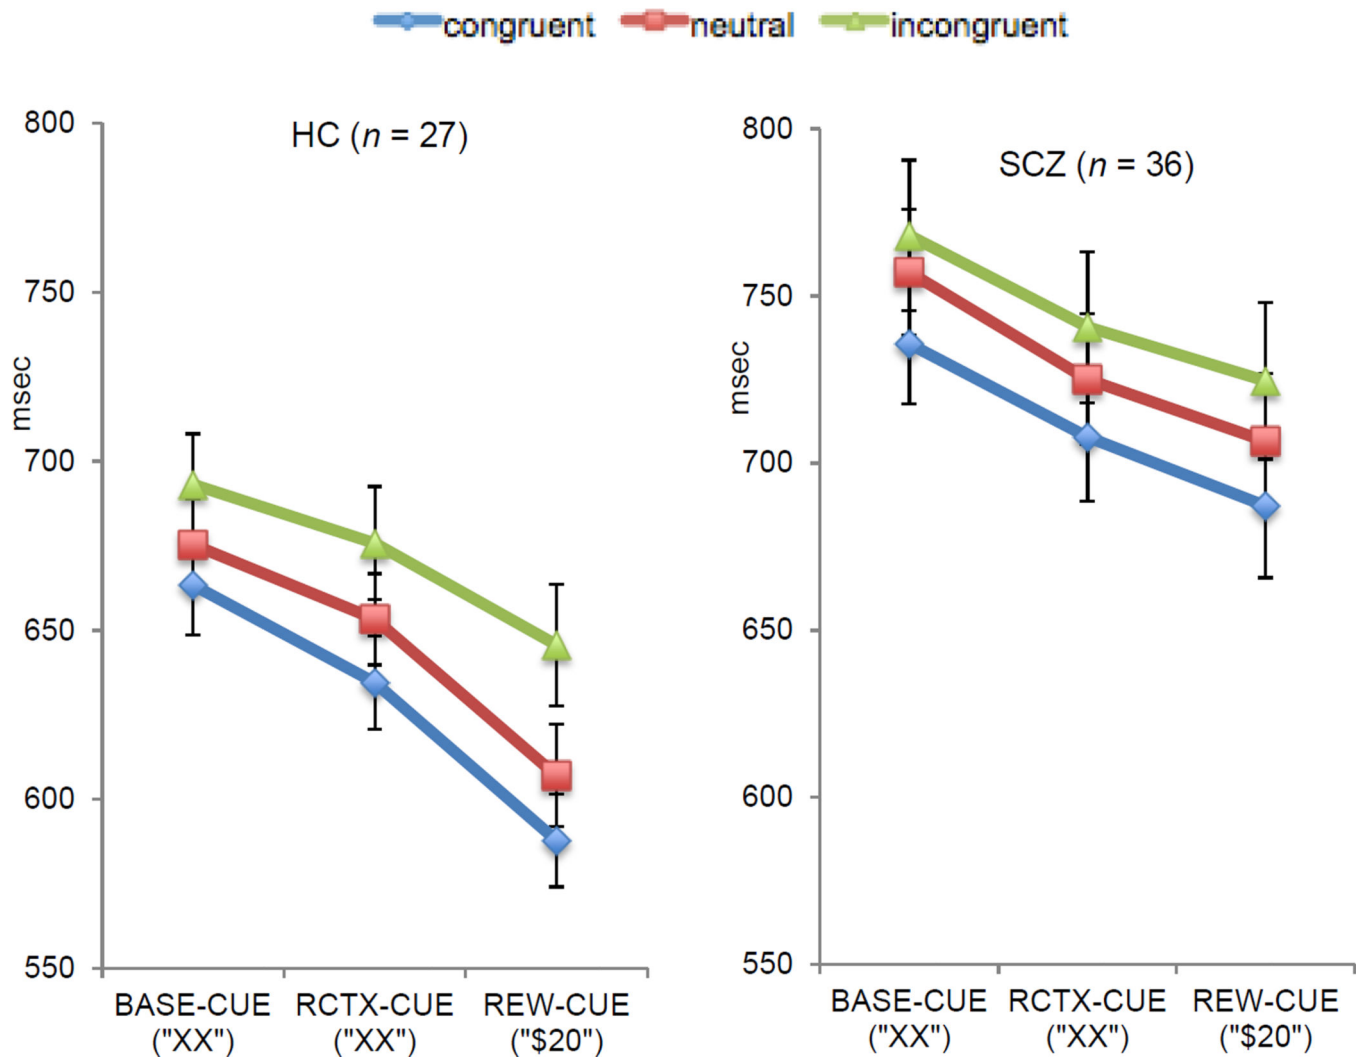 congruent neutral incongruent
HC (n = 27)
800
750
700
650
600
550
msec
BASE-CUE RCTX-CUE REW-CUE
("XX") ("XX") ("$20")
SCZ (n = 36)
800
750
700
650
600
550
msec
BASE-CUE RCTX-CUE REW-CUE
("XX") ("XX") ("$20")